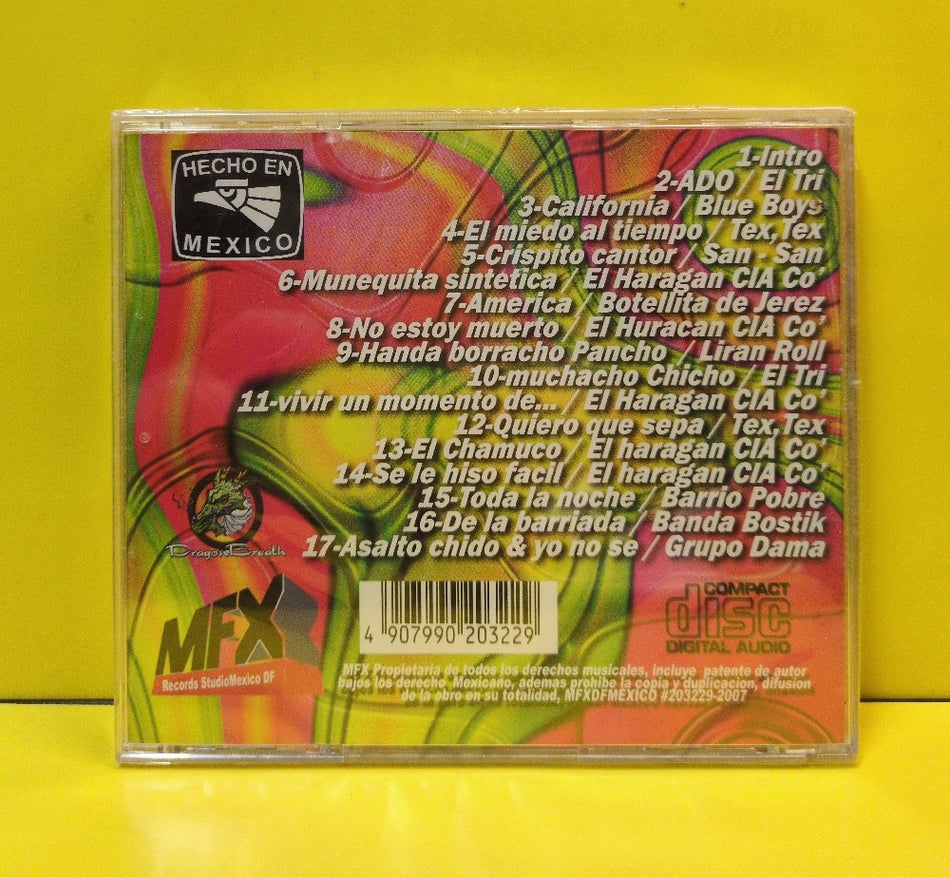 HECHO EN
MEXICO
1-Intro
2-ADO / El Tri
3-California / Blue Boys
4-El miedo al tiempo / Tex,Tex
5-Crispito cantor / San - San
6-Munequita sintetica / El Haragan CIA Co'
7-America / Botellita de Jerez
8-No estoy muerto / El Huracan CIA Co'
9-Handa borracho Pancho / Liran Roll
10-muchacho Chicho / El Tri
11-vivir un momento de... / El Haragan CIA Co'
12-Quiero que sepa / Tex,Tex
13-El Chamuco / El haragan CIA Co'
14-Se le hiso facil / El haragan CIA Co'
15-Toda la noche / Barrio Pobre
16-De la barriada / Banda Bostik
17-Asalto chido & yo no se / Grupo Dama
DragonBreath
MFX
Records StudioMexico DF
4 907990 203229
COMPACT
disc
DIGITAL AUDIO
MFX Propietaria de todos los derechos musicales, incluye patente de autor
bajos los derecho Mexicano, ademas prohibe la copia y duplicacion, difusion
de la obro en su totalidad, MFXDFMEXICO #203229-2007